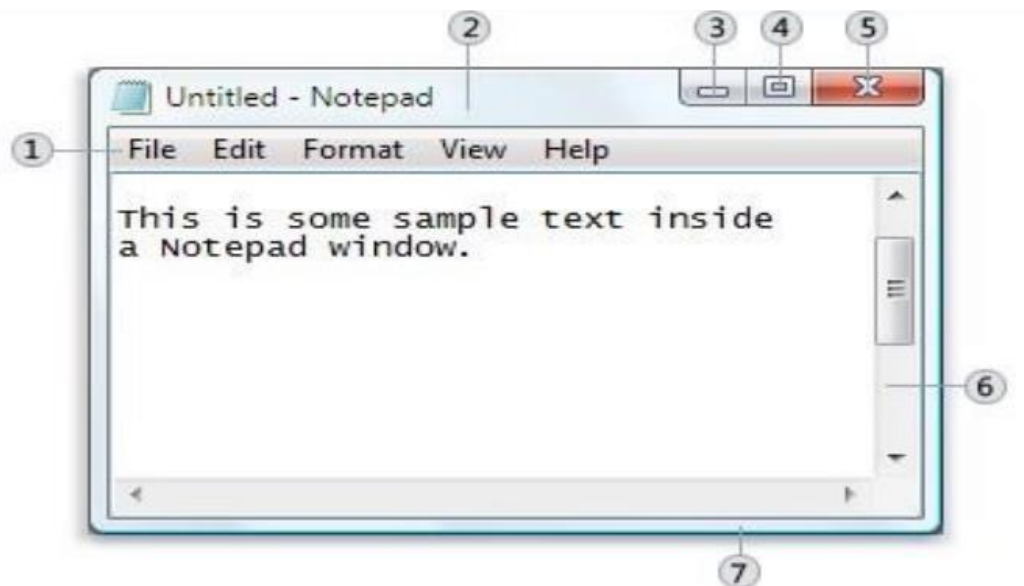 2 3 4 5
Untitled - Notepad
1 File Edit Format View Help
This is some sample text inside
a Notepad window.
6
7